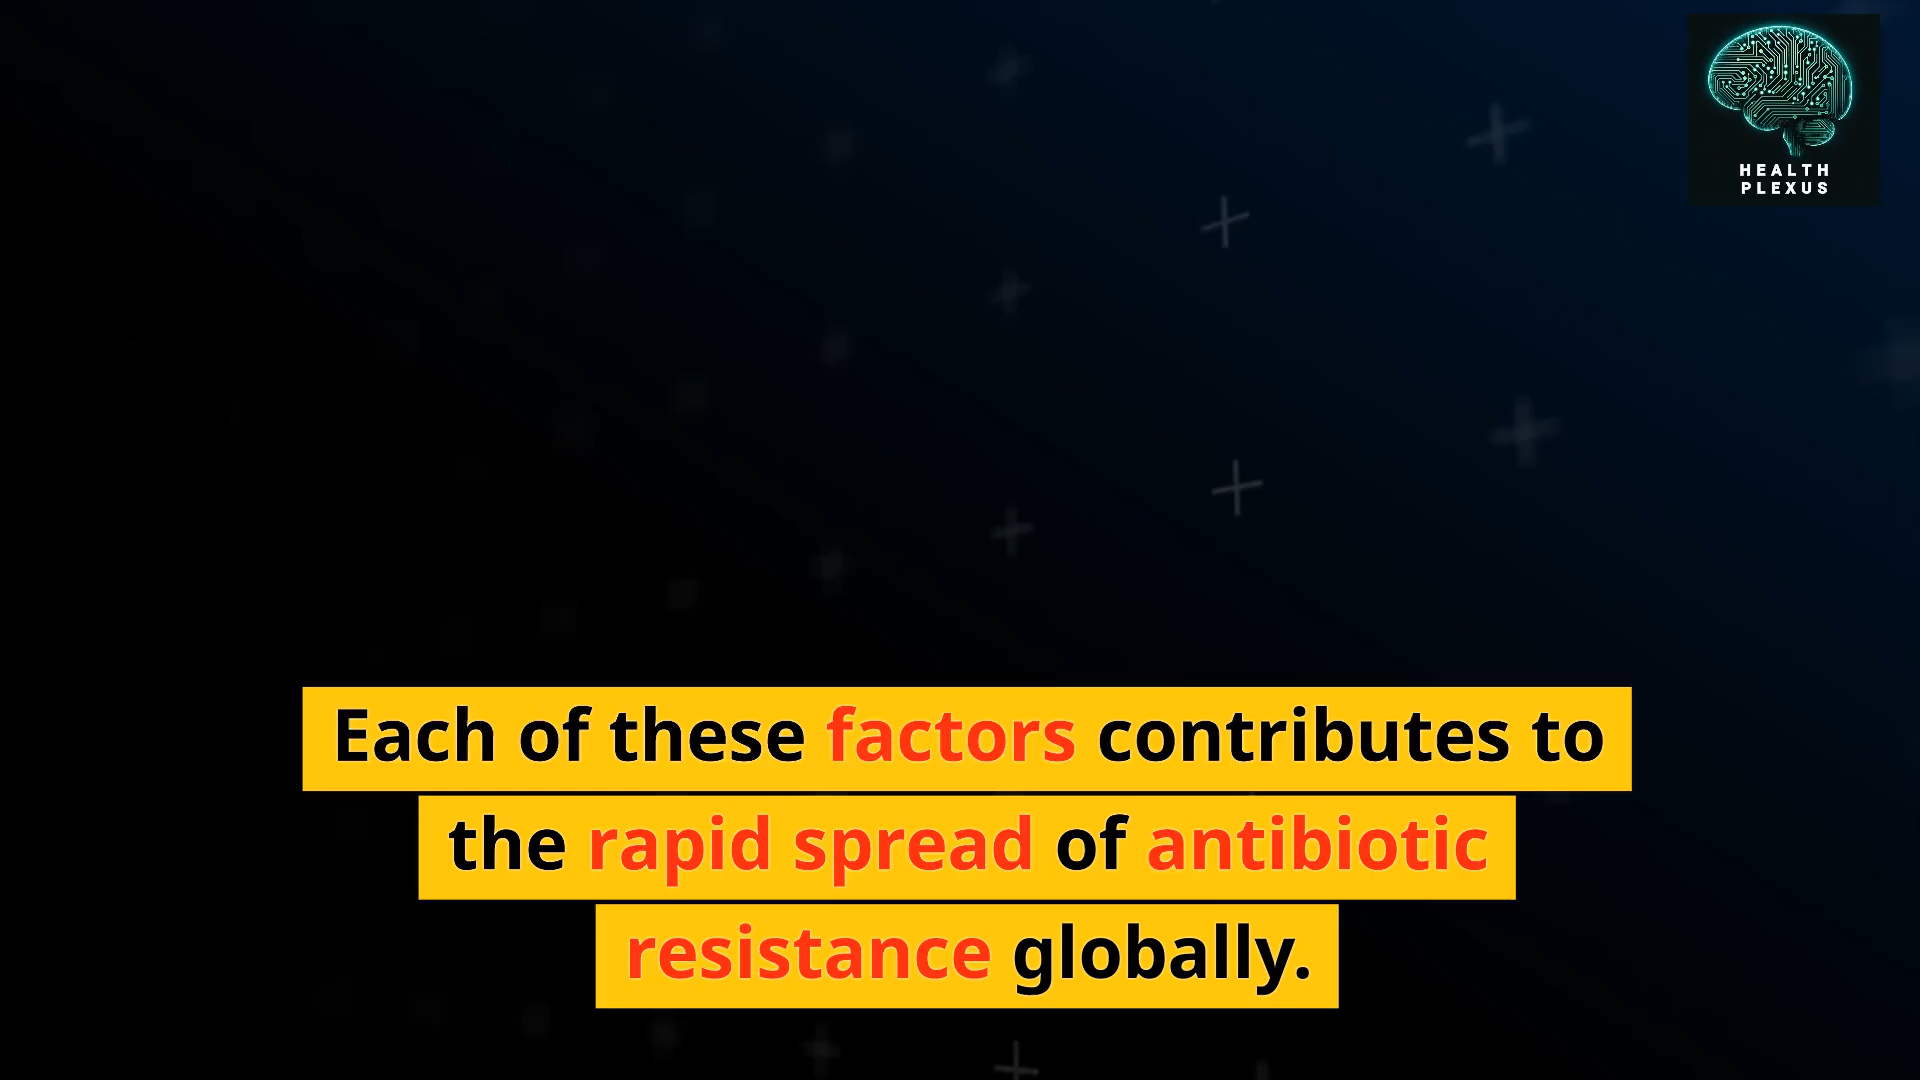 HEALTH
PLEXUS
Each of these factors contributes to
the rapid spread of antibiotic
resistance globally.